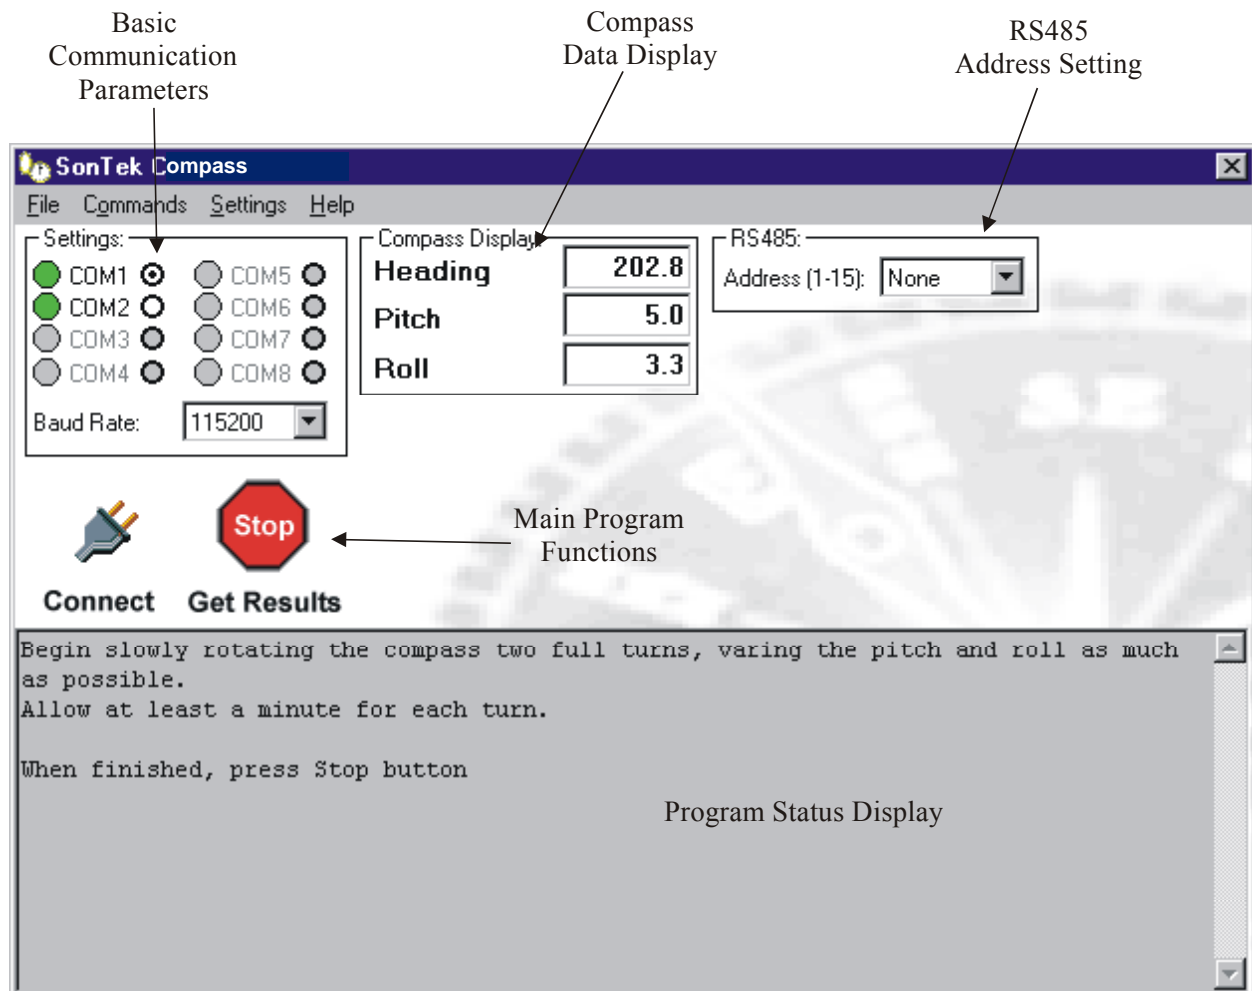 Basic
Communication
Parameters
Compass
Data Display
RS485
Address Setting
SonTek Compass
File Commands Settings Help
Settings:
COM1 COM5
COM2 COM6
COM3 COM7
COM4 COM8
Baud Rate: 115200
Compass Display:
Heading 202.8
Pitch 5.0
Roll 3.3
RS485:
Address (1-15): None
Stop
Connect Get Results
Main Program
Functions
Begin slowly rotating the compass two full turns, varing the pitch and roll as much
as possible.
Allow at least a minute for each turn.
When finished, press Stop button
Program Status Display